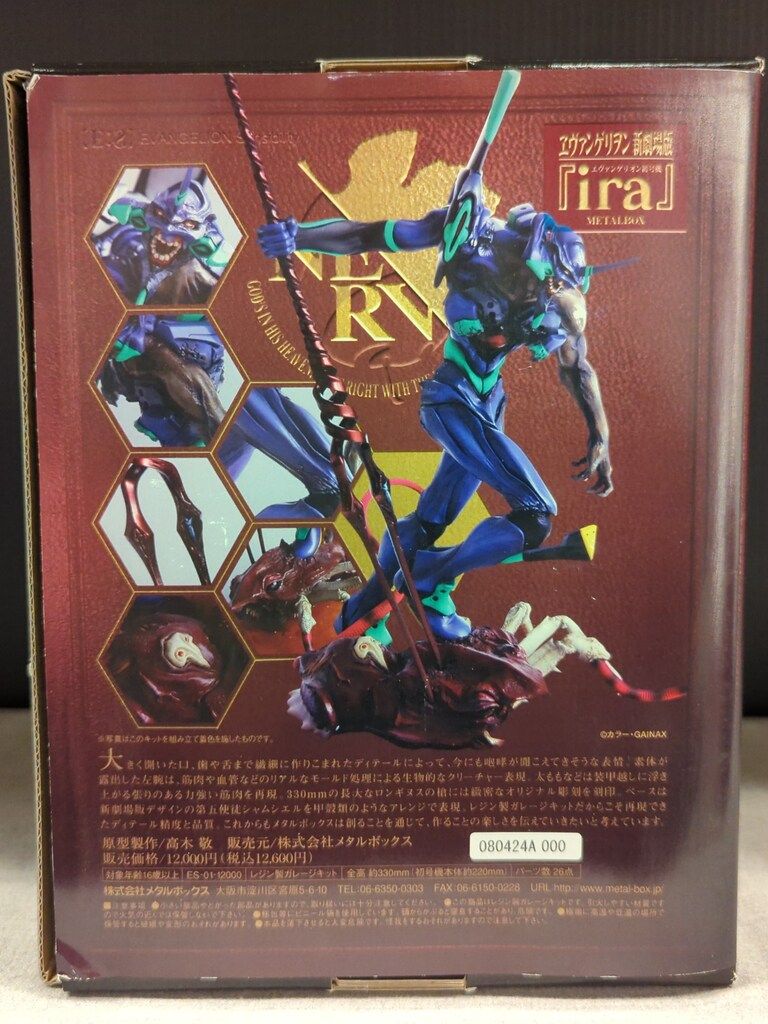 [E:S] EVANGELION
ヱヴァンゲリヲン 新劇場版
エヴァンゲリオン初号機
『ira』
METALBOX
NERV
GOD'S IN HIS HEAVEN
RIGHT WITH THE
©カラー・GAINAX
※写真はこのキットを組み立て着色を施したものです。
大きく開いた口、歯や舌まで繊細に作りこまれたディテールによって、今にも咆哮が聞こえてきそうな表情。素体が
露出した左腕は、筋肉や血管などのリアルなモールド処理による生物的なクリーチャー表現。太ももなどは装甲越しに浮き
上がる張りのある力強い筋肉を再現。330mmの長大なロンギヌスの槍には緻密なオリジナル彫刻を刻印。ベースは
新劇場版デザインの第五使徒シャムシエルを甲殻類のようなアレンジで表現。レジン製ガレージキットだからこそ再現でき
たディテール精度と品質。これからもメタルボックスは創ることを通じて、作ることの楽しさを伝えていきたいと考えています。
原型製作/高木 敬 販売元/株式会社メタルボックス
販売価格/12,000円(税込12,600円)
080424A 000
対象年齢16歳以上 ES-01-12000 レジン製ガレージキット 全高 約330mm(初号機本体約220mm) パーツ数 26点
株式会社メタルボックス 大阪市淀川区宮原5-6-10 TEL:06-6350-0303 FAX:06-6150-0228 URL http://www.metal-box.jp/